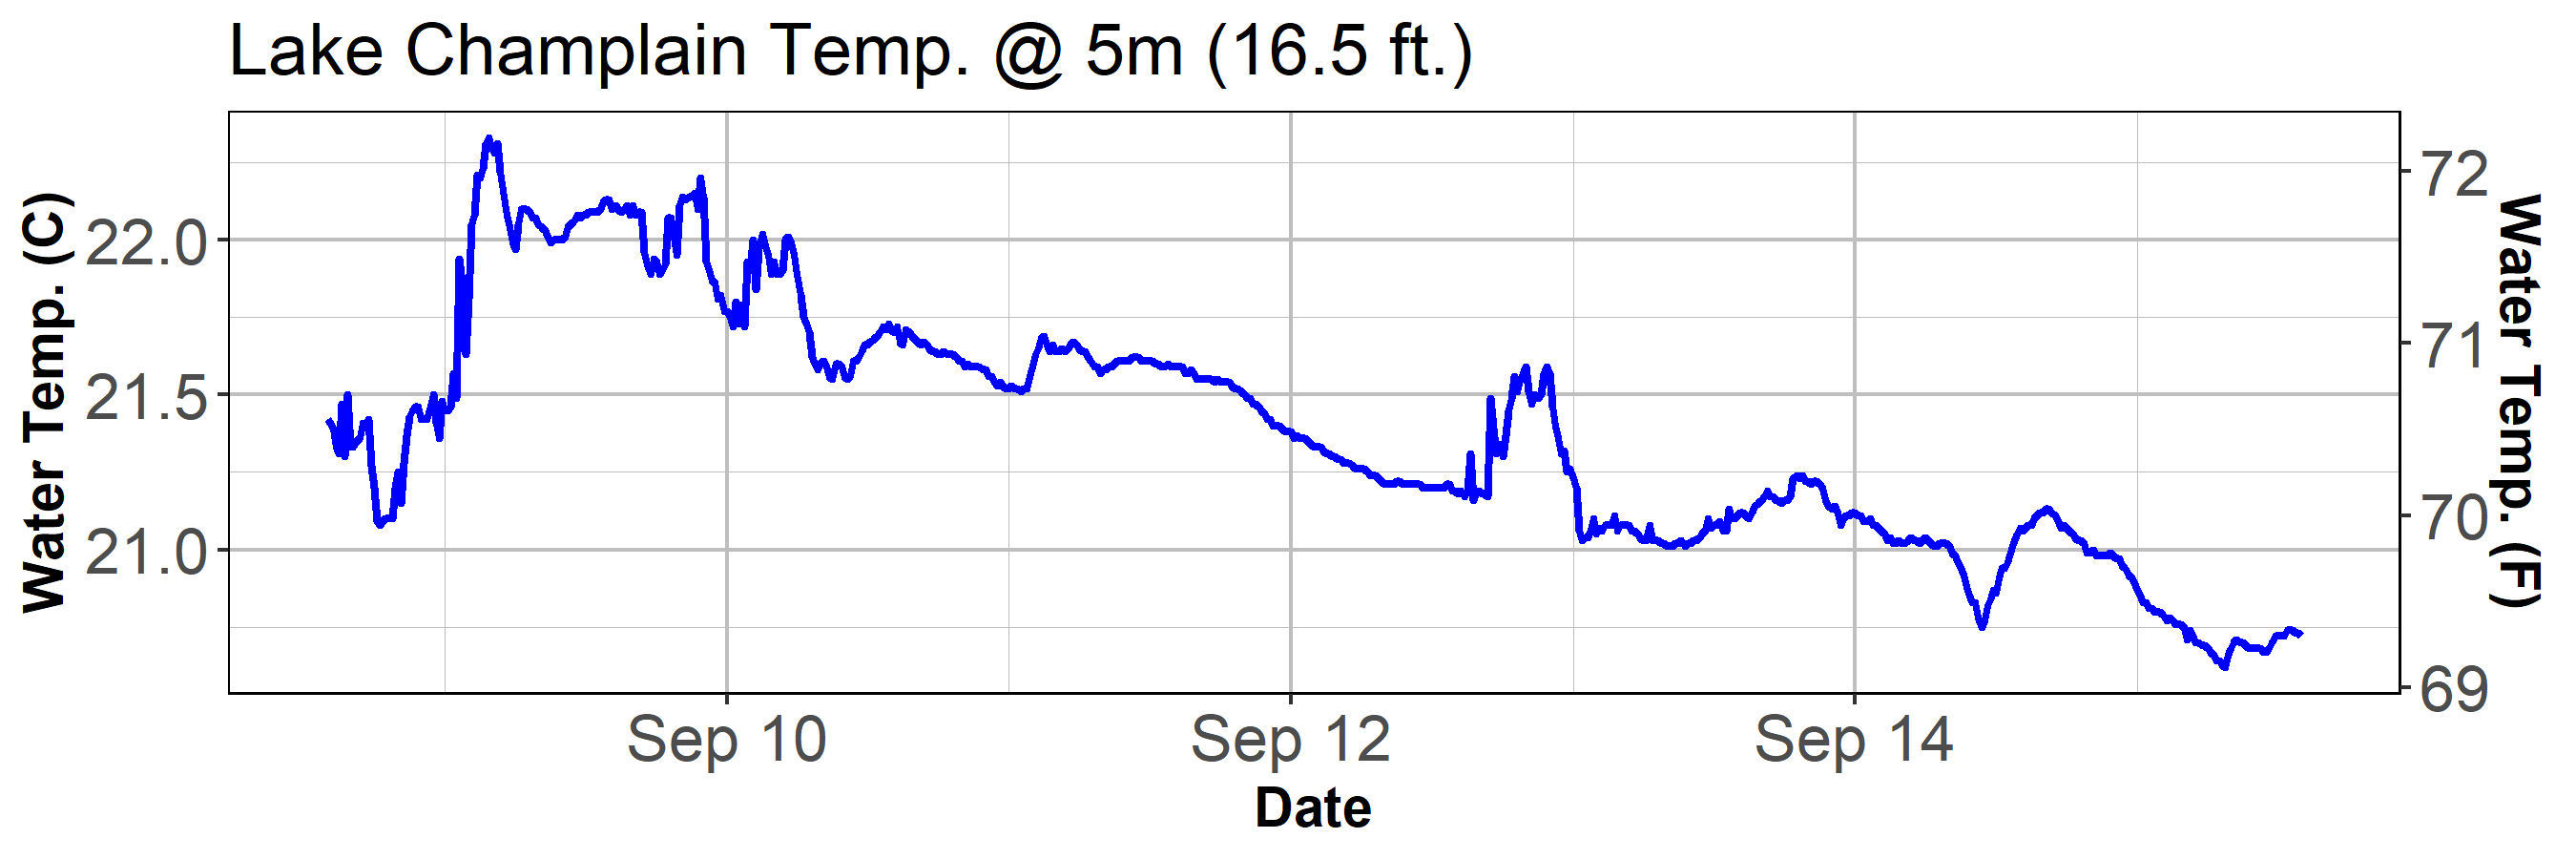 Lake Champlain Temp. @ 5m (16.5 ft.)
Water Temp. (C)
22.0
21.5
21.0
72
71
70
69
Water Temp. (F)
Sep 10
Sep 12
Sep 14
Date